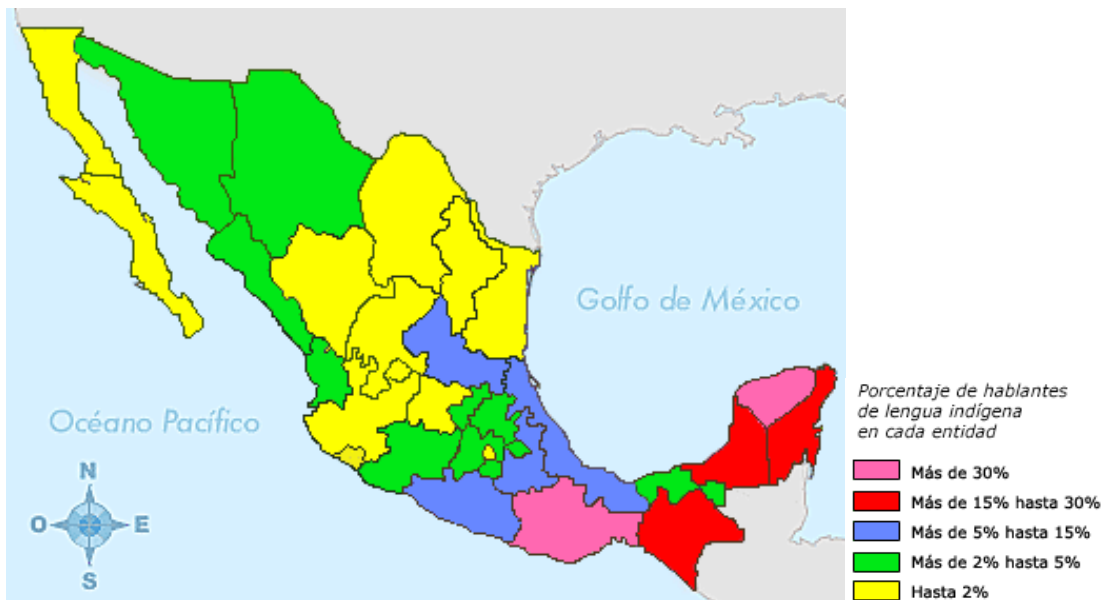 Golfo de México
Océano Pacífico
N
O
E
S
Porcentaje de hablantes
de lengua indígena
en cada entidad
Más de 30%
Más de 15% hasta 30%
Más de 5% hasta 15%
Más de 2% hasta 5%
Hasta 2%